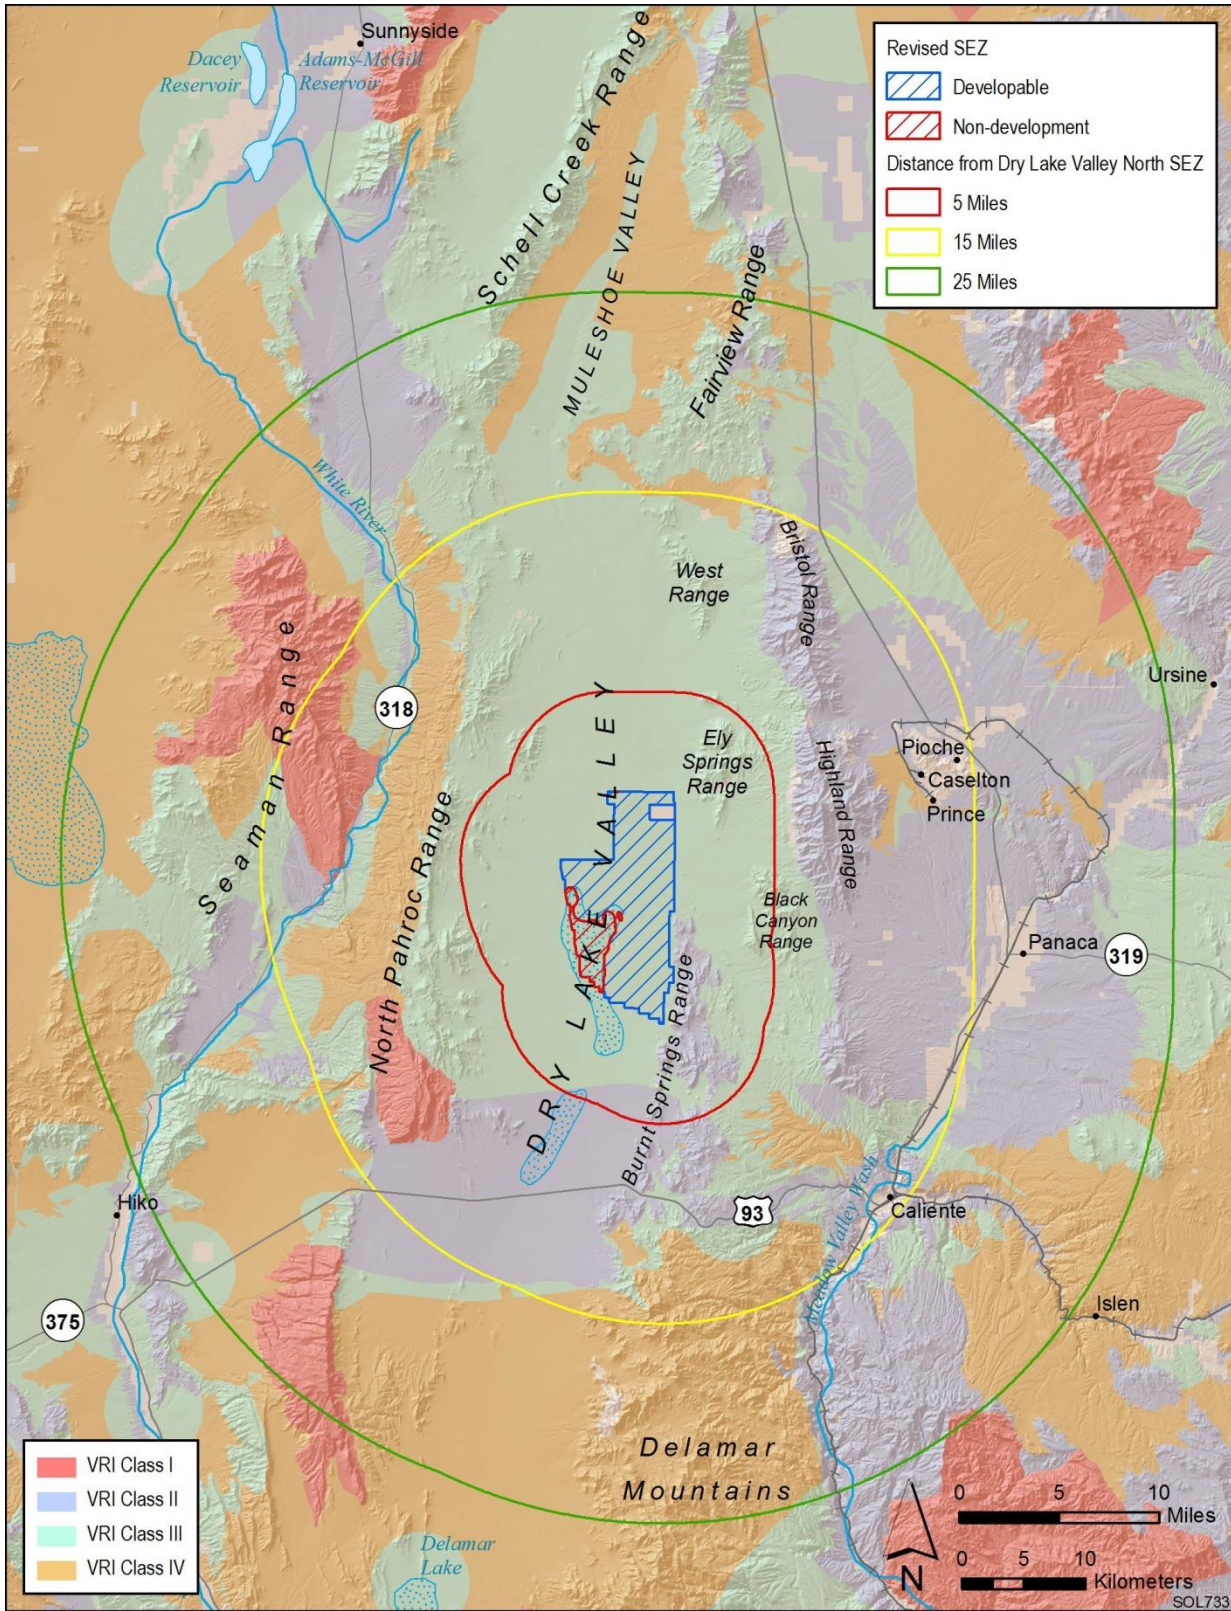 Sunnyside
Dacey
Reservoir
Adams-McGill
Reservoir
Schell Creek Range
MULESHOE VALLEY
Fairview Range
Revised SEZ
Developable
Non-development
Distance from Dry Lake Valley North SEZ
5 Miles
15 Miles
25 Miles
White River
Bristol Range
West
Range
Ursine
Seaman Range
318
Ely
Springs
Range
Pioche
Caselton
Prince
Highland Range
North Pahroc Range
DRY LAKE VALLEY
Black
Canyon
Range
Panaca
319
Burnt Springs Range
Hiko
93
Meadow Valley Wash
Caliente
375
Islen
Delamar
Mountains
VRI Class I
VRI Class II
VRI Class III
VRI Class IV
Delamar
Lake
N
0 5 10
Miles
0 5 10
Kilometers
SOL733